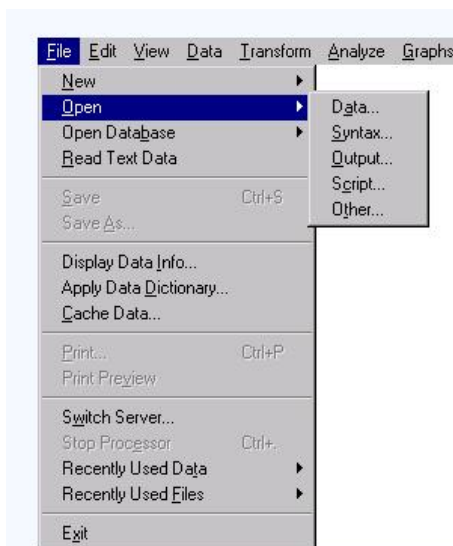 File Edit View Data Transform Analyze Graphs
New
Open
Open Database
Read Text Data
Save Ctrl+S
Save As...
Display Data Info...
Apply Data Dictionary...
Cache Data...
Print... Ctrl+P
Print Preview
Switch Server...
Stop Processor Ctrl+.
Recently Used Data
Recently Used Files
Exit
Data...
Syntax...
Output...
Script...
Other...